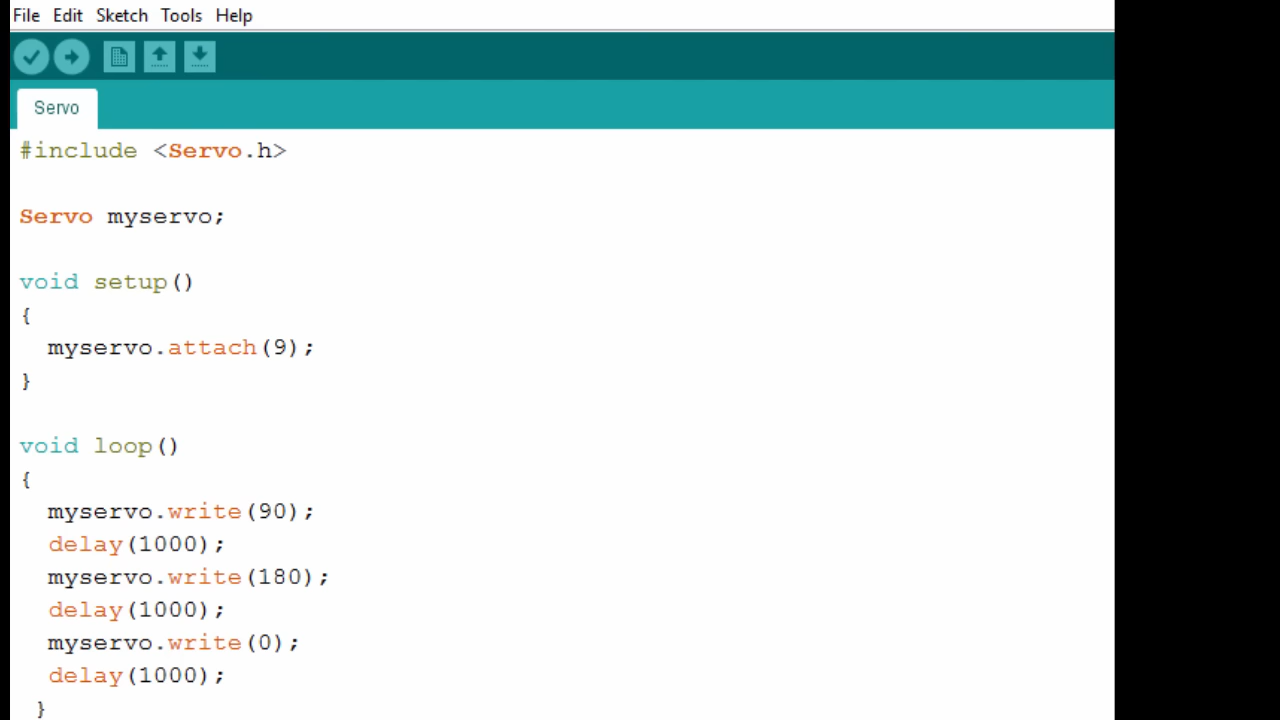 File Edit Sketch Tools Help
Servo
#include <Servo.h>
Servo myservo;
void setup()
{
  myservo.attach(9);
}
void loop()
{
  myservo.write(90);
  delay(1000);
  myservo.write(180);
  delay(1000);
  myservo.write(0);
  delay(1000);
 }